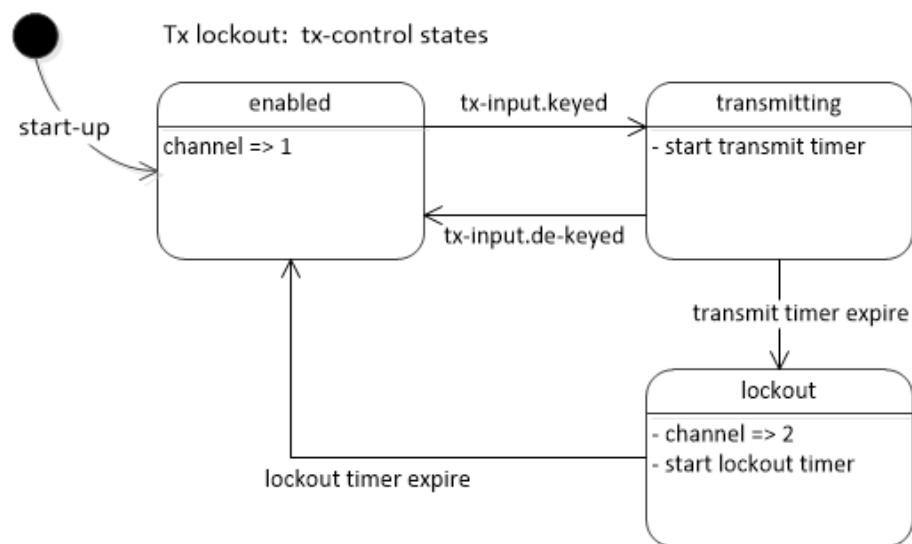 Tx lockout:  tx-control states
start-up
enabled
channel => 1
tx-input.keyed
transmitting
- start transmit timer
tx-input.de-keyed
transmit timer expire
lockout
- channel => 2
- start lockout timer
lockout timer expire